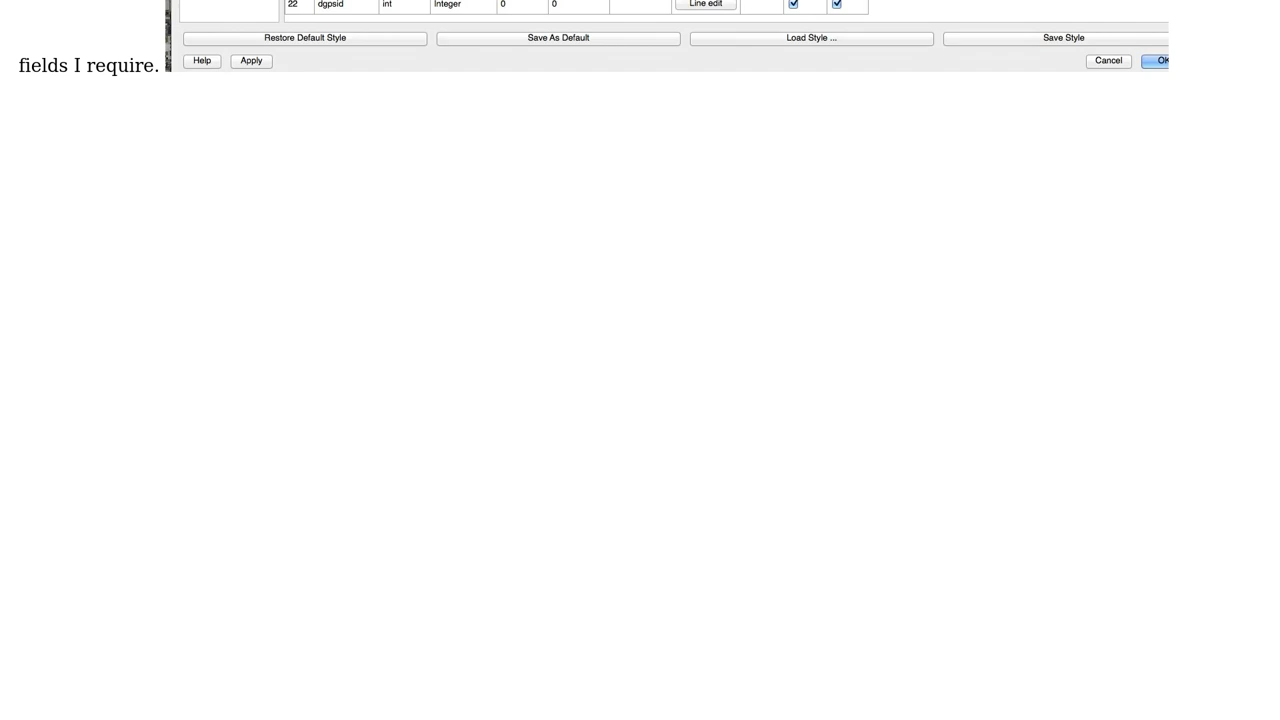 22 dgpsid int Integer 0 0 Line edit
Restore Default Style Save As Default Load Style ... Save Style
fields I require. Help Apply Cancel OK